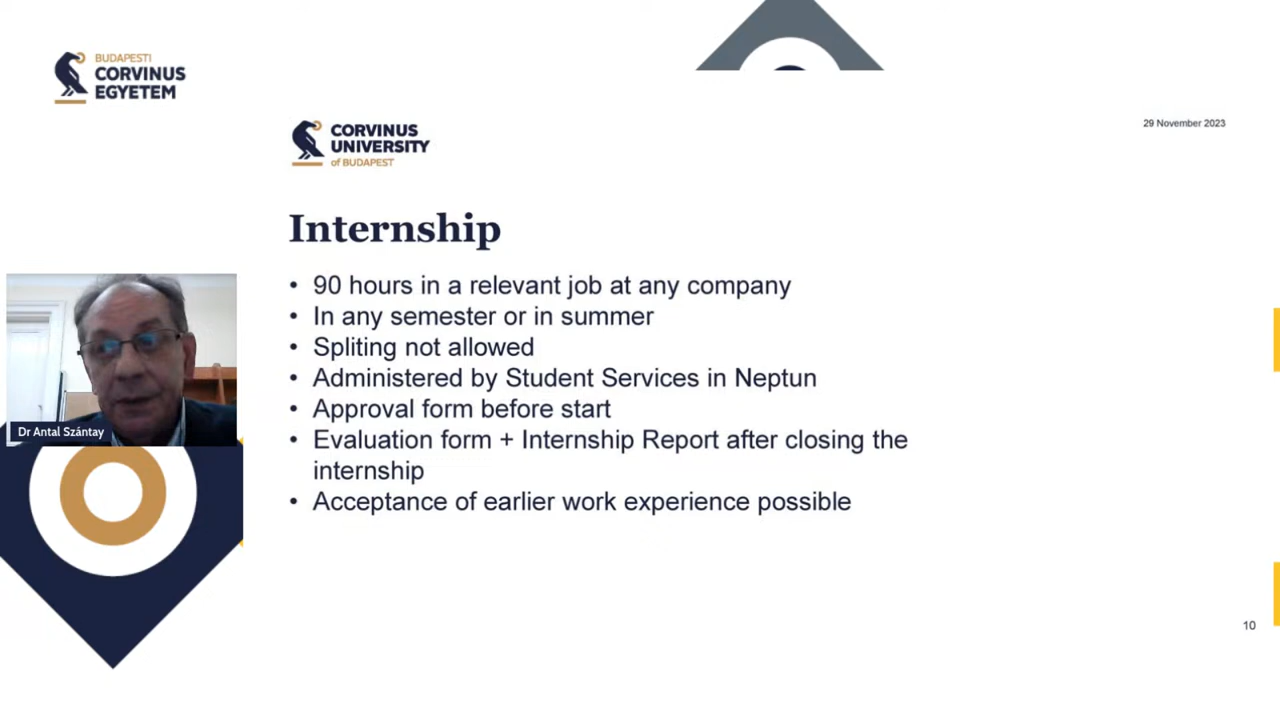 BUDAPESTI
CORVINUS
EGYETEM
CORVINUS
UNIVERSITY
of BUDAPEST
29 November 2023
Internship
• 90 hours in a relevant job at any company
• In any semester or in summer
• Spliting not allowed
• Administered by Student Services in Neptun
• Approval form before start
• Evaluation form + Internship Report after closing the
internship
• Acceptance of earlier work experience possible
Dr Antal Szántay
10